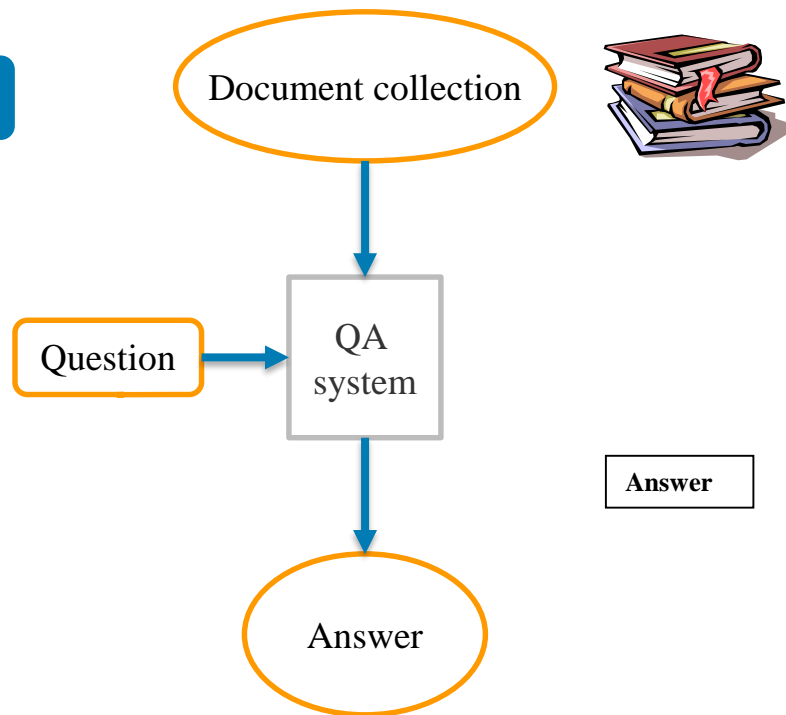 Document collection
Question
QA
system
Answer
Answer